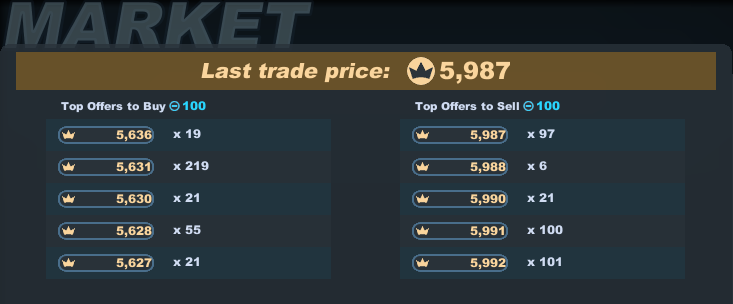 MARKET
Last trade price: 5,987
Top Offers to Buy 100
5,636 x 19
5,631 x 219
5,630 x 21
5,628 x 55
5,627 x 21
Top Offers to Sell 100
5,987 x 97
5,988 x 6
5,990 x 21
5,991 x 100
5,992 x 101